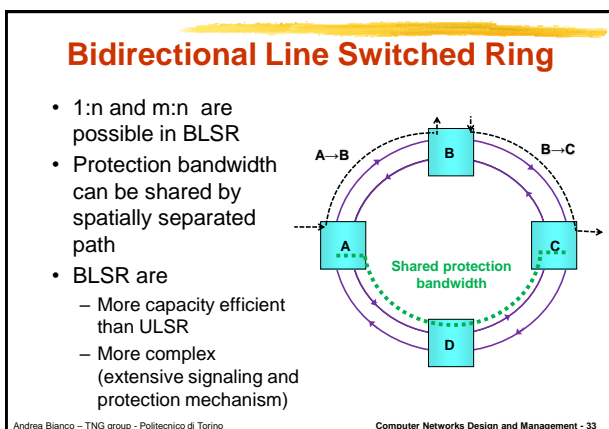 Bidirectional Line Switched Ring
• 1:n and m:n are
possible in BLSR
• Protection bandwidth
can be shared by
spatially separated
path
• BLSR are
– More capacity efficient
than ULSR
– More complex
(extensive signaling and
protection mechanism)
A→B
B
B→C
A
C
Shared protection
bandwidth
D
Andrea Bianco – TNG group - Politecnico di Torino
Computer Networks Design and Management - 33